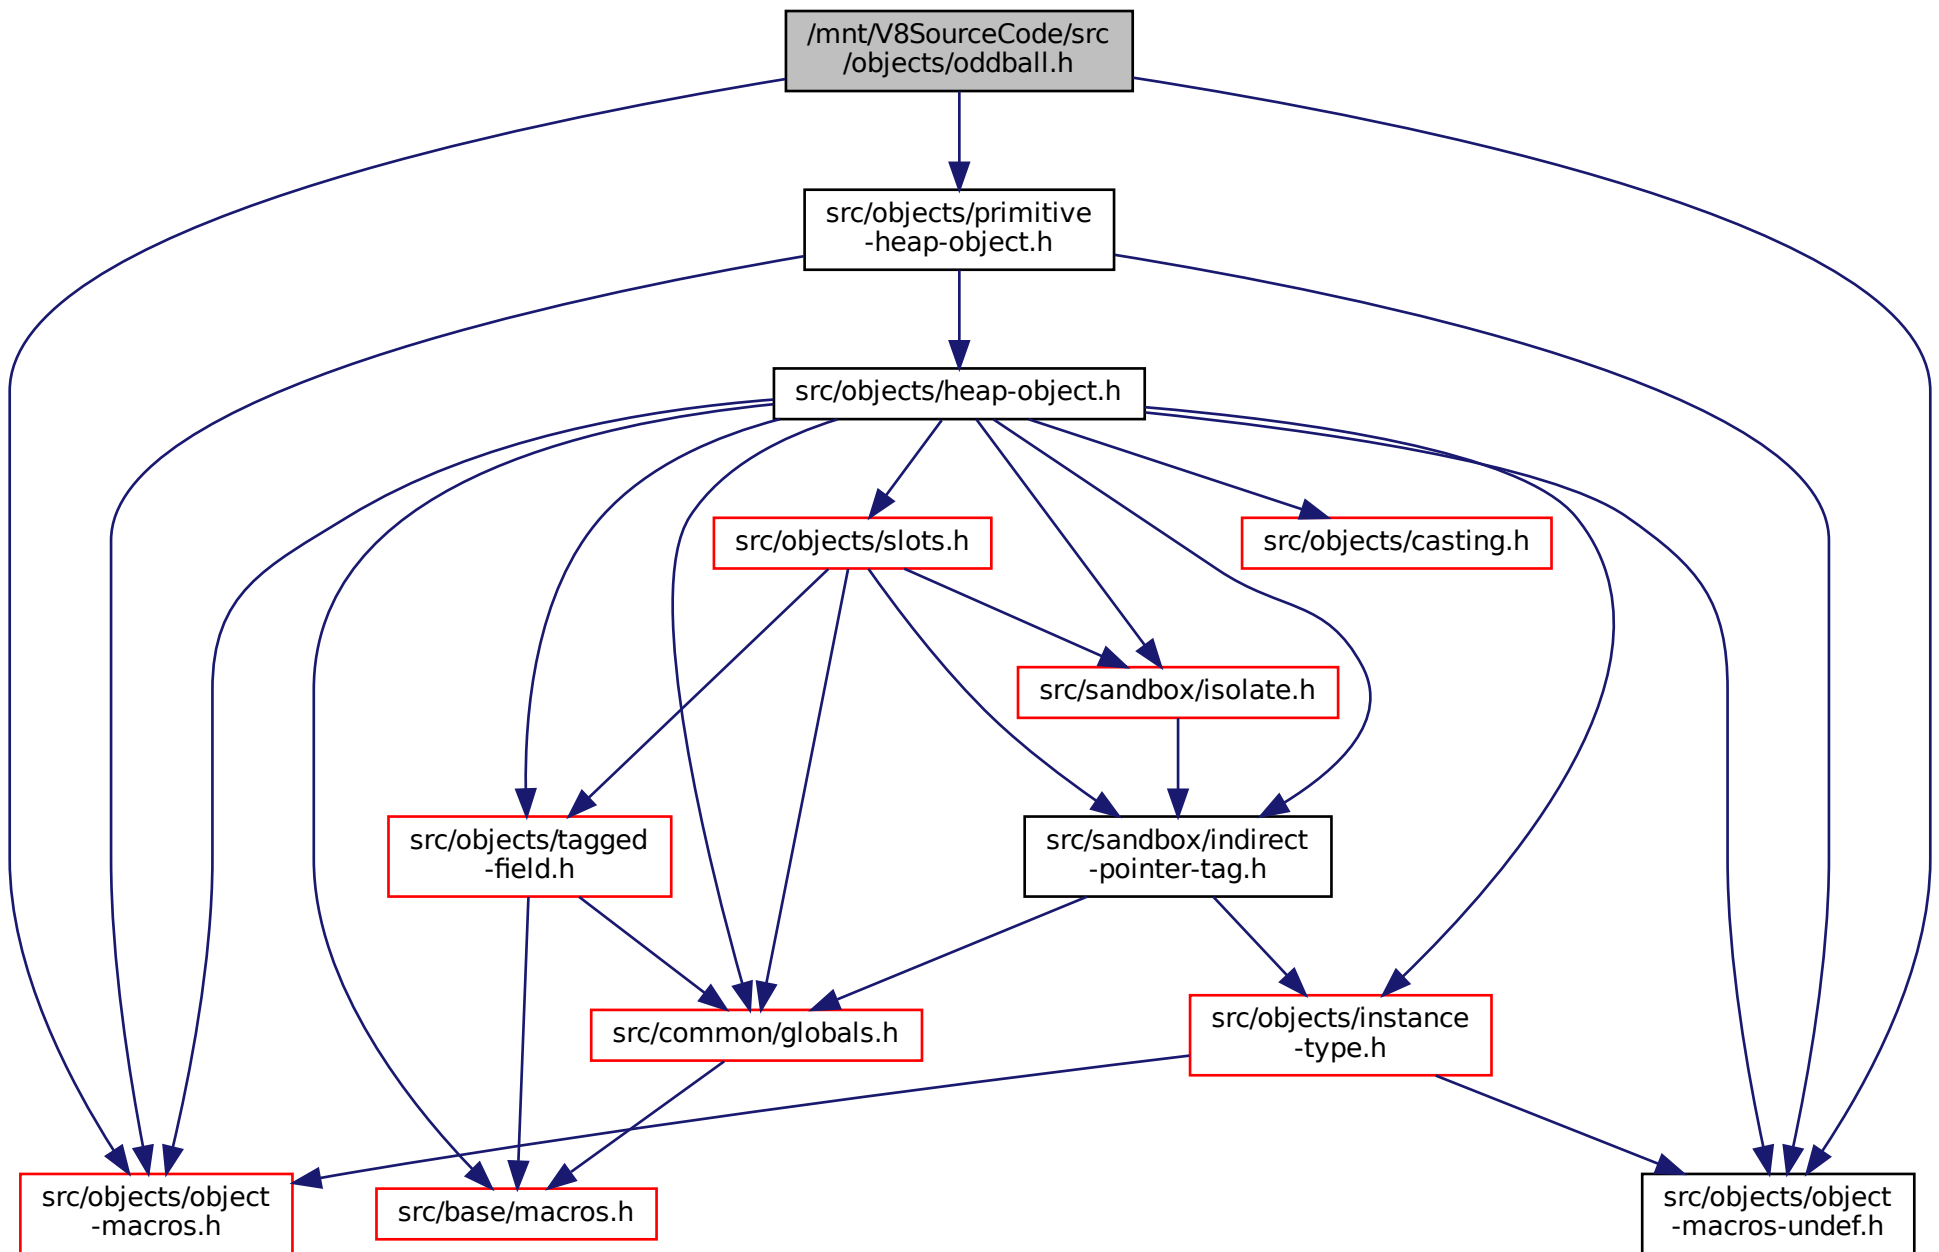 /mnt/V8SourceCode/src
/objects/oddball.h
src/objects/primitive
-heap-object.h
src/objects/heap-object.h
src/objects/slots.h
src/objects/casting.h
src/sandbox/isolate.h
src/objects/tagged
-field.h
src/sandbox/indirect
-pointer-tag.h
src/common/globals.h
src/objects/instance
-type.h
src/objects/object
-macros.h
src/base/macros.h
src/objects/object
-macros-undef.h